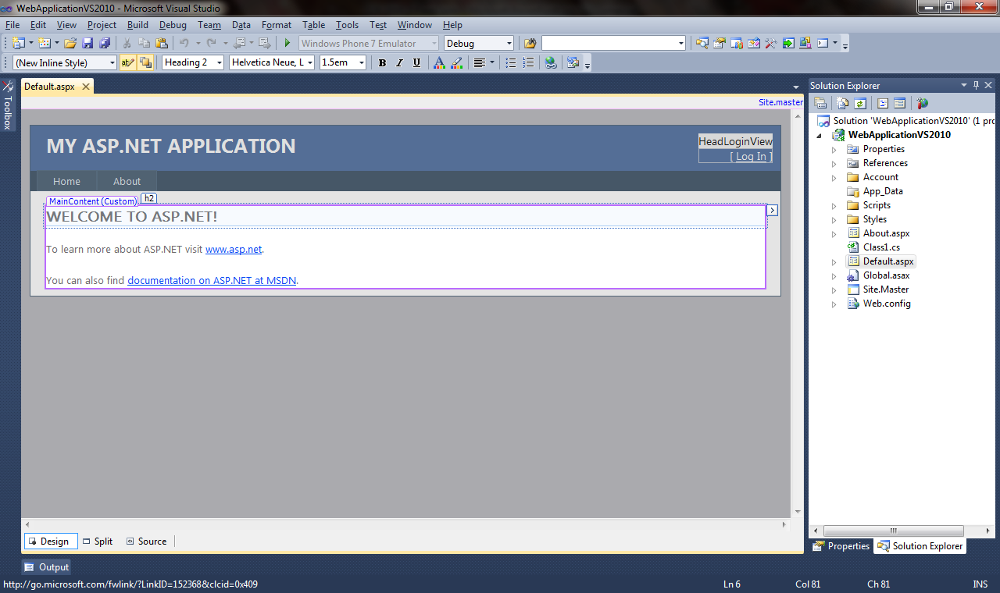 WebApplicationVS2010 - Microsoft Visual Studio
File Edit View Project Build Debug Team Data Format Table Tools Test Window Help
Windows Phone 7 Emulator Debug
(New Inline Style) Heading 2 Helvetica Neue, L 1.5em B I U A
Toolbox
Default.aspx
Site.master
MY ASP.NET APPLICATION
HeadLoginView
[ Log In ]
Home About
MainContent (Custom) h2
WELCOME TO ASP.NET!
To learn more about ASP.NET visit www.asp.net.
You can also find documentation on ASP.NET at MSDN.
Design Split Source
Solution Explorer
Solution 'WebApplicationVS2010' (1 pro
WebApplicationVS2010
Properties
References
Account
App_Data
Scripts
Styles
About.aspx
Class1.cs
Default.aspx
Global.asax
Site.Master
Web.config
Properties Solution Explorer
Output
http://go.microsoft.com/fwlink/?LinkID=152368&clcid=0x409 Ln 6 Col 81 Ch 81 INS